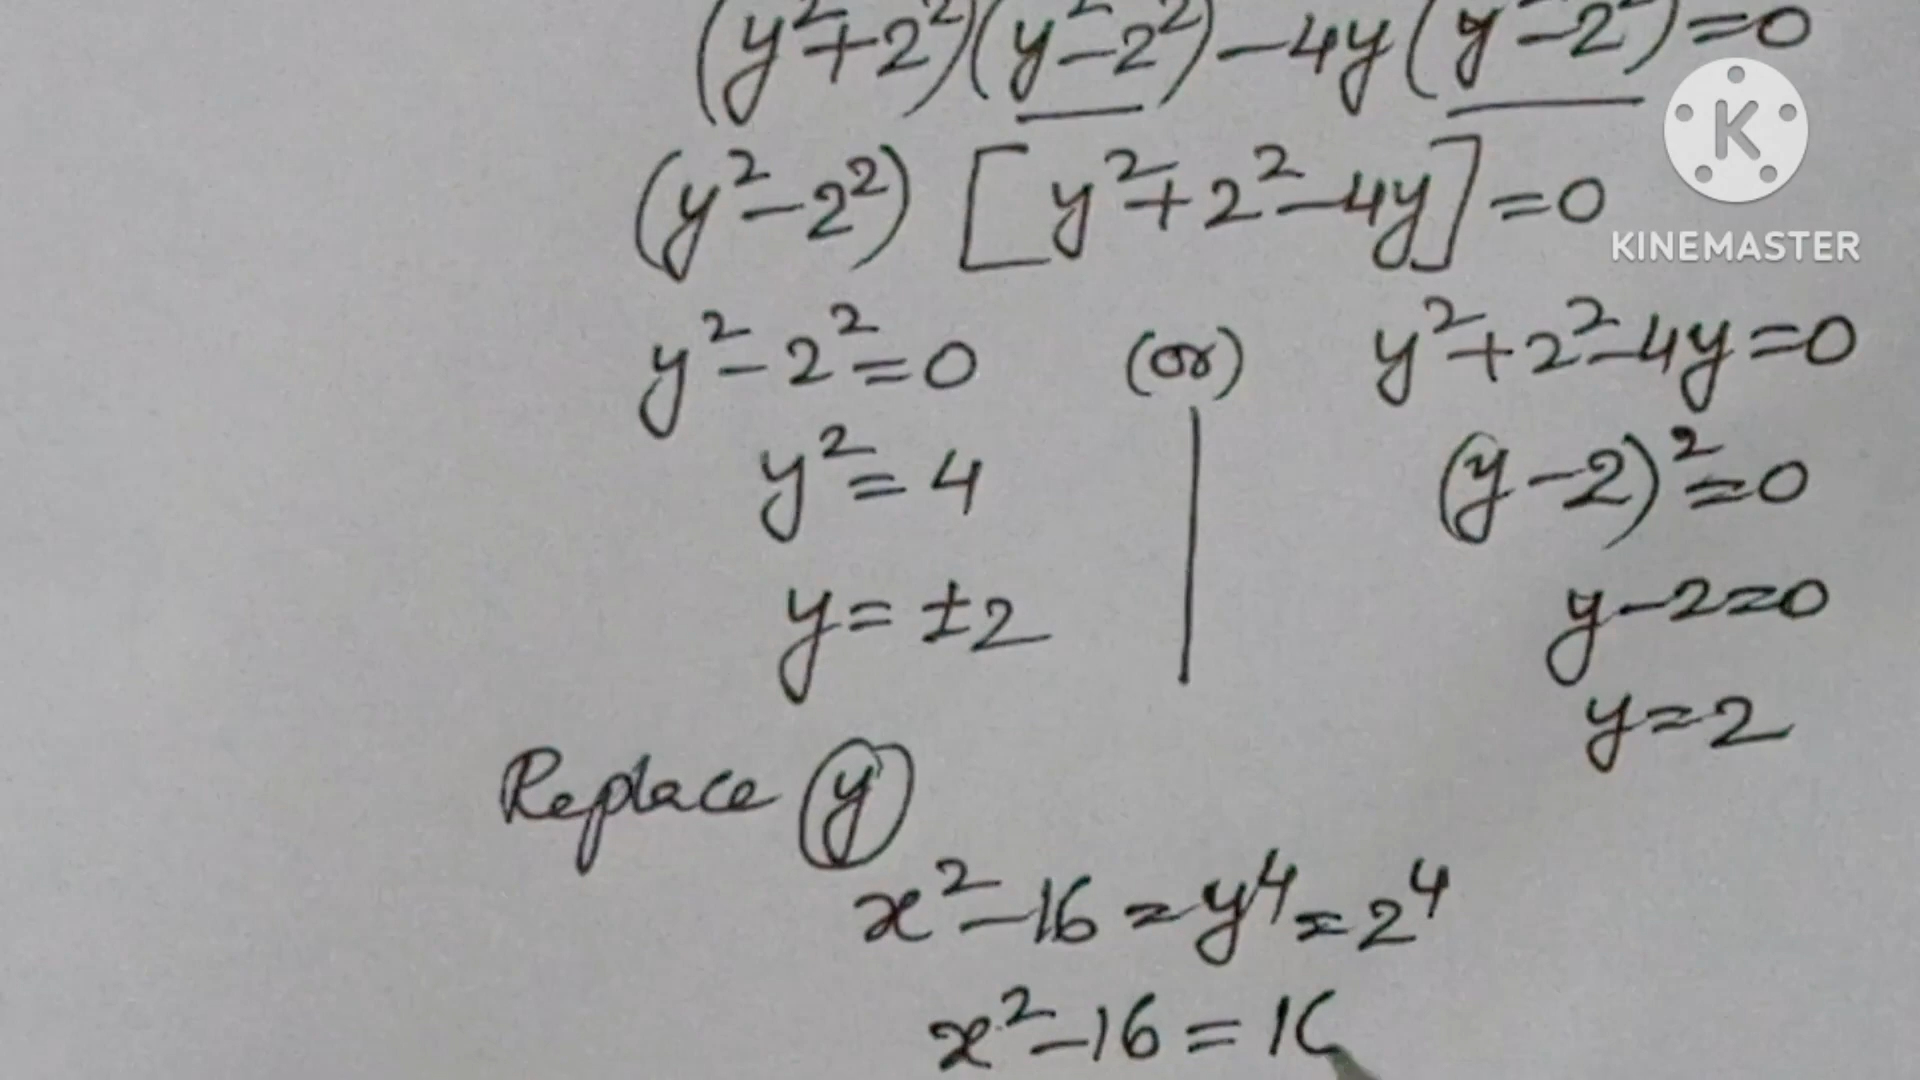 (y²+2²)(y²-2²)-4y(y²-2²)=0
(y²-2²) [y²+2²-4y]=0
KINEMASTER
y²-2²=0 (or) y²+2²-4y=0
y²=4 (y-2)²=0
y=±2 y-2=0
y=2
Replace y
x²-16=y⁴=2⁴
x²-16=16